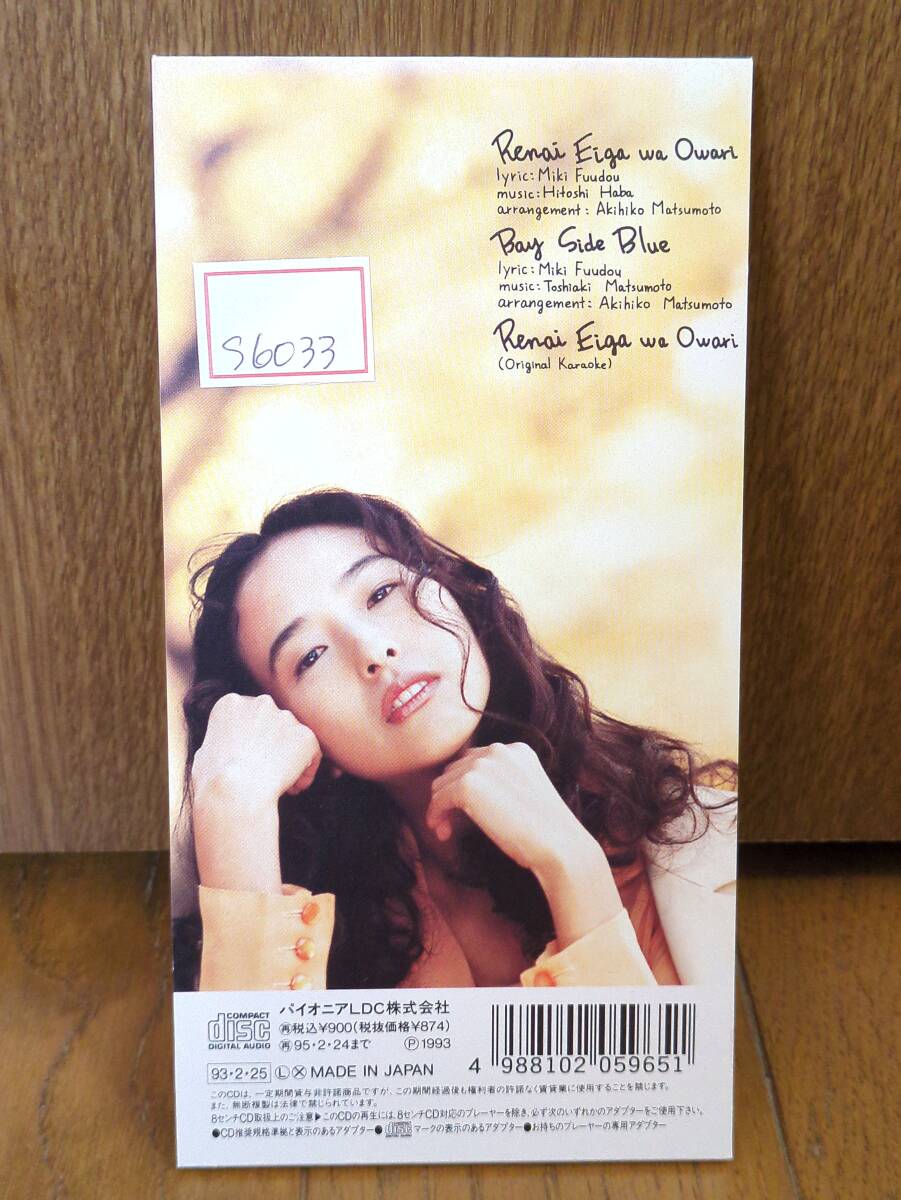 Renai Eiga wa Owari
lyric: Miki Fuudou
music: Hitoshi Haba
arrangement: Akihiko Matsumoto
Bay Side Blue
lyric: Miki Fuudou
music: Toshiaki Matsumoto
arrangement: Akihiko Matsumoto
Renai Eiga wa Owari
(Original Karaoke)
S6033
COMPACT
disc
DIGITAL AUDIO
パイオニアLDC株式会社
再税込¥900(税抜価格¥874)
再95・2・24まで Ⓟ1993
93・2・25 Ⓛ MADE IN JAPAN
4 988102 059651
このCDは、一定期間貸与非許諾商品ですが、この期間経過後も権利者の許諾なく賃貸業に使用することを禁じます。
また、無断複製は法律で禁じられています。
8センチCD取扱上のご注意▶このCDの再生には、8センチCD対応のプレーヤーを除き、必ず次のいずれかのアダプターをご使用下さい。
●CD推奨規格準拠と表示のあるアダプター●disc マークの表示のあるアダプター●お持ちのプレーヤーの専用アダプター